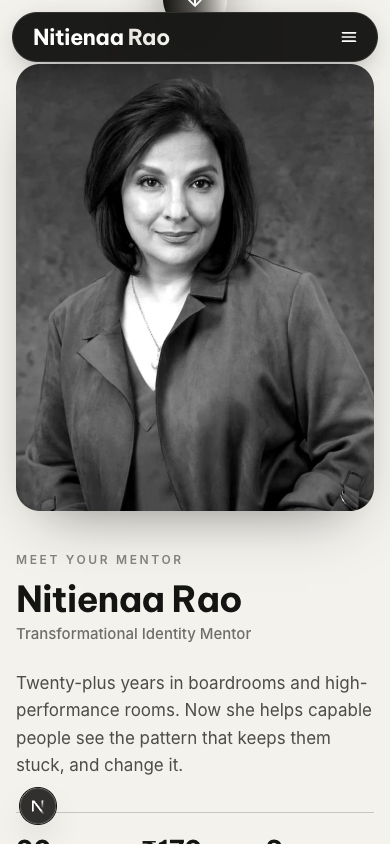 Nitienaa Rao
MEET YOUR MENTOR
Nitienaa Rao
Transformational Identity Mentor
Twenty-plus years in boardrooms and high-
performance rooms. Now she helps capable
people see the pattern that keeps them
stuck, and change it.
N